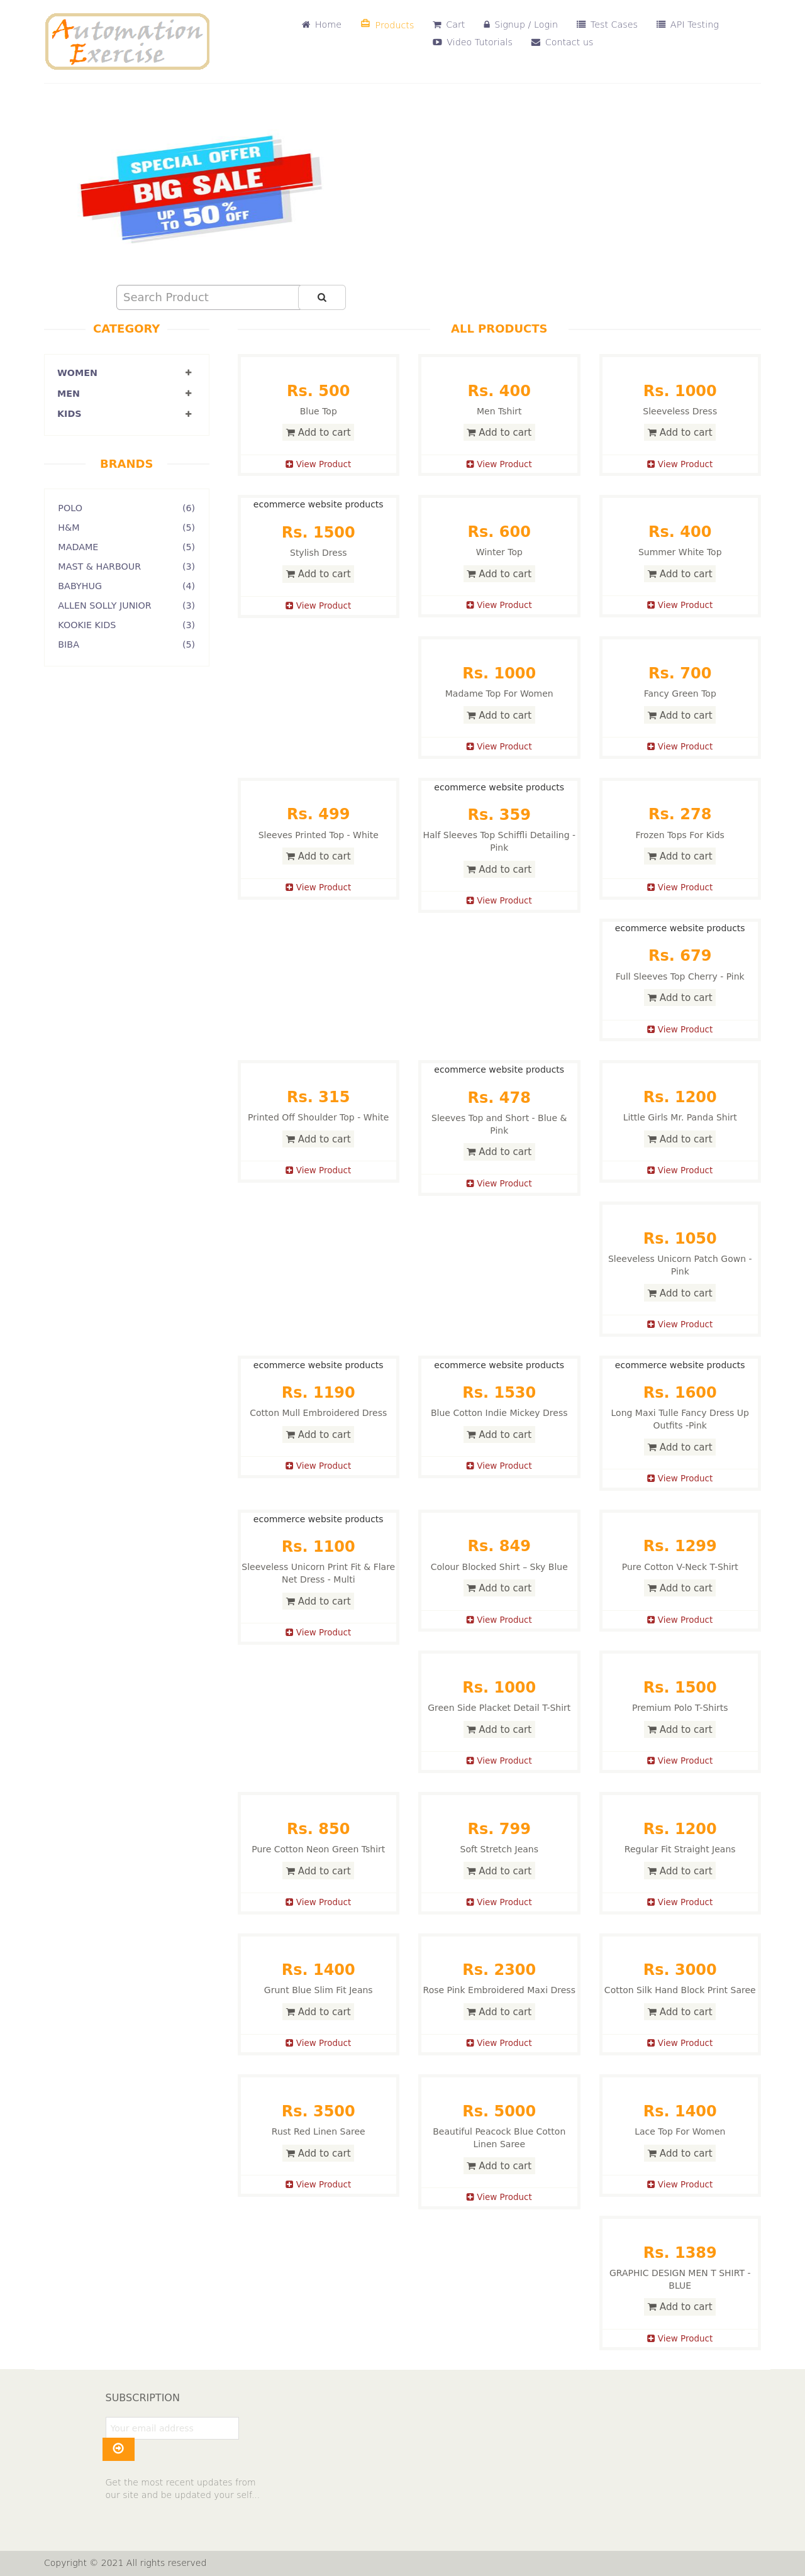 Automation
Exercise
Home
Products
Cart
Signup / Login
Test Cases
API Testing
Video Tutorials
Contact us
SPECIAL OFFER
BIG SALE
UP TO 50% OFF
Search Product
CATEGORY
WOMEN
MEN
KIDS
BRANDS
POLO (6)
H&M (5)
MADAME (5)
MAST & HARBOUR (3)
BABYHUG (4)
ALLEN SOLLY JUNIOR (3)
KOOKIE KIDS (3)
BIBA (5)
ALL PRODUCTS
Rs. 500
Blue Top
Add to cart
View Product
Rs. 400
Men Tshirt
Add to cart
View Product
Rs. 1000
Sleeveless Dress
Add to cart
View Product
ecommerce website products
Rs. 1500
Stylish Dress
Add to cart
View Product
Rs. 600
Winter Top
Add to cart
View Product
Rs. 400
Summer White Top
Add to cart
View Product
Rs. 1000
Madame Top For Women
Add to cart
View Product
Rs. 700
Fancy Green Top
Add to cart
View Product
Rs. 499
Sleeves Printed Top - White
Add to cart
View Product
ecommerce website products
Rs. 359
Half Sleeves Top Schiffli Detailing -
Pink
Add to cart
View Product
Rs. 278
Frozen Tops For Kids
Add to cart
View Product
ecommerce website products
Rs. 679
Full Sleeves Top Cherry - Pink
Add to cart
View Product
Rs. 315
Printed Off Shoulder Top - White
Add to cart
View Product
ecommerce website products
Rs. 478
Sleeves Top and Short - Blue &
Pink
Add to cart
View Product
Rs. 1200
Little Girls Mr. Panda Shirt
Add to cart
View Product
Rs. 1050
Sleeveless Unicorn Patch Gown -
Pink
Add to cart
View Product
ecommerce website products
Rs. 1190
Cotton Mull Embroidered Dress
Add to cart
View Product
ecommerce website products
Rs. 1530
Blue Cotton Indie Mickey Dress
Add to cart
View Product
ecommerce website products
Rs. 1600
Long Maxi Tulle Fancy Dress Up
Outfits -Pink
Add to cart
View Product
ecommerce website products
Rs. 1100
Sleeveless Unicorn Print Fit & Flare
Net Dress - Multi
Add to cart
View Product
Rs. 849
Colour Blocked Shirt – Sky Blue
Add to cart
View Product
Rs. 1299
Pure Cotton V-Neck T-Shirt
Add to cart
View Product
Rs. 1000
Green Side Placket Detail T-Shirt
Add to cart
View Product
Rs. 1500
Premium Polo T-Shirts
Add to cart
View Product
Rs. 850
Pure Cotton Neon Green Tshirt
Add to cart
View Product
Rs. 799
Soft Stretch Jeans
Add to cart
View Product
Rs. 1200
Regular Fit Straight Jeans
Add to cart
View Product
Rs. 1400
Grunt Blue Slim Fit Jeans
Add to cart
View Product
Rs. 2300
Rose Pink Embroidered Maxi Dress
Add to cart
View Product
Rs. 3000
Cotton Silk Hand Block Print Saree
Add to cart
View Product
Rs. 3500
Rust Red Linen Saree
Add to cart
View Product
Rs. 5000
Beautiful Peacock Blue Cotton
Linen Saree
Add to cart
View Product
Rs. 1400
Lace Top For Women
Add to cart
View Product
Rs. 1389
GRAPHIC DESIGN MEN T SHIRT -
BLUE
Add to cart
View Product
SUBSCRIPTION
Your email address
Get the most recent updates from
our site and be updated your self...
Copyright © 2021 All rights reserved